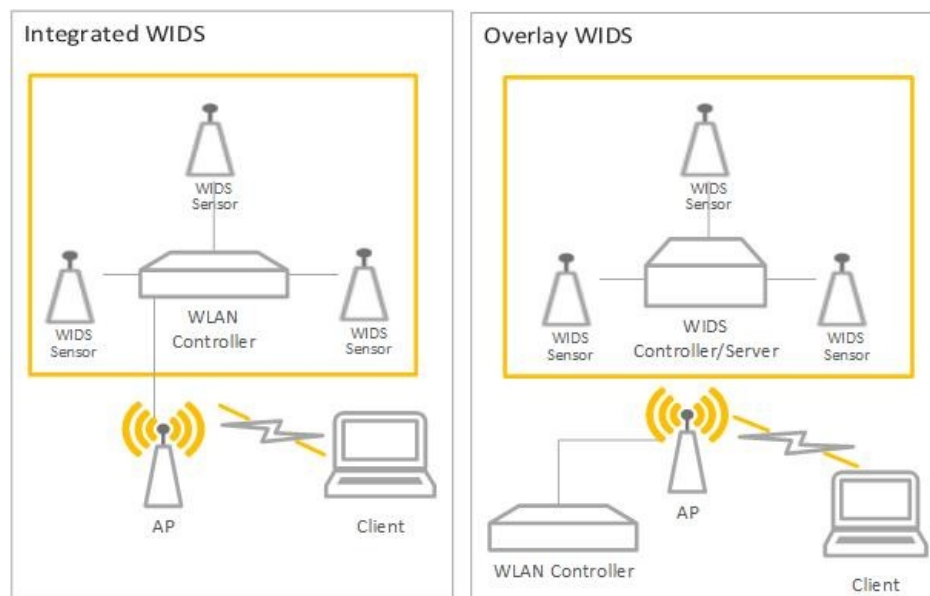 Integrated WIDS
WIDS
Sensor
WIDS
Sensor
WLAN
Controller
WIDS
Sensor
AP
Client
Overlay WIDS
WIDS
Sensor
WIDS
Sensor
WIDS
Controller/Server
WIDS
Sensor
AP
WLAN Controller
Client